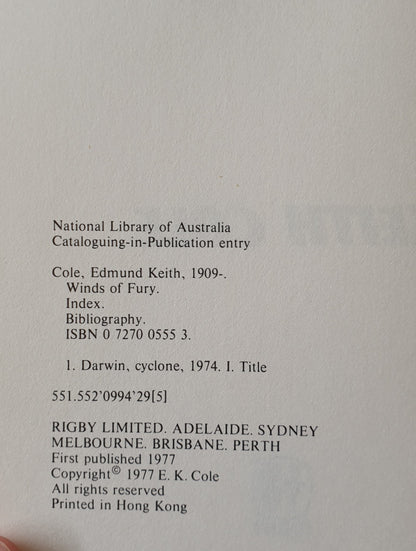 National Library of Australia
Cataloguing-in-Publication entry
Cole, Edmund Keith, 1909-.
Winds of Fury.
Index.
Bibliography.
ISBN 0 7270 0555 3.
1. Darwin, cyclone, 1974. I. Title
551.552'0994'29[5]
RIGBY LIMITED. ADELAIDE. SYDNEY
MELBOURNE. BRISBANE. PERTH
First published 1977
Copyright© 1977 E. K. Cole
All rights reserved
Printed in Hong Kong